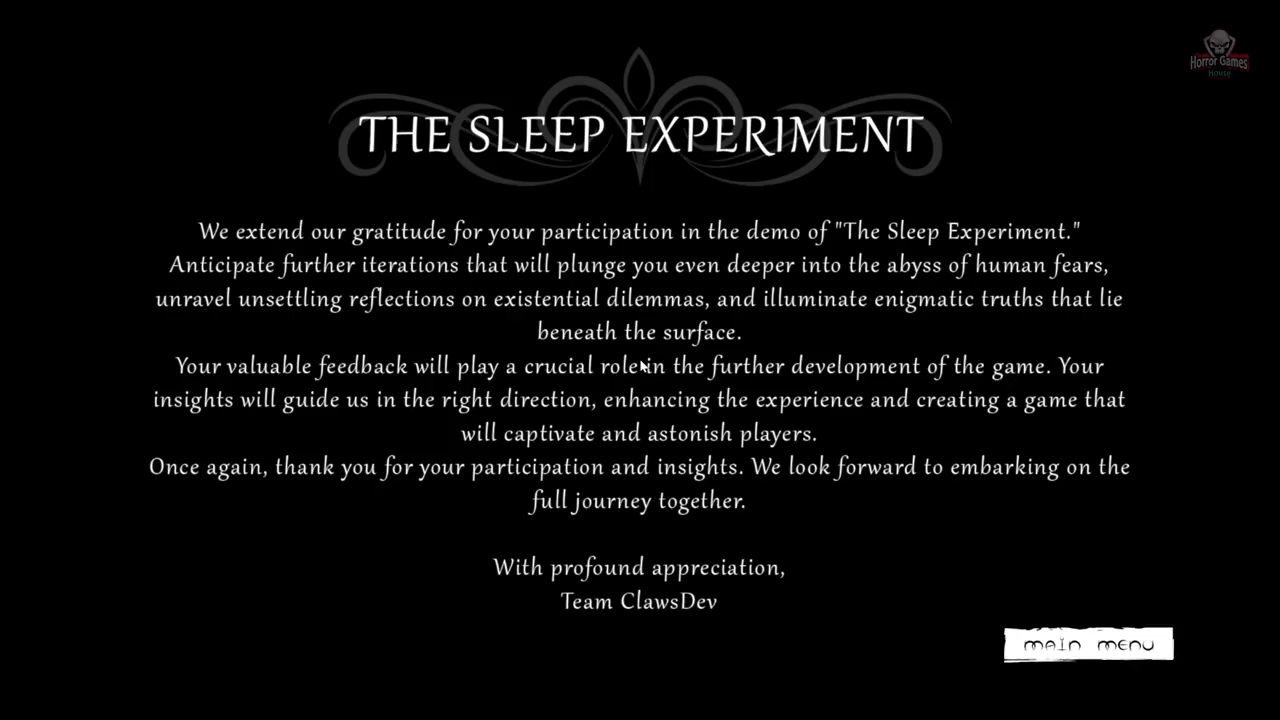 Horror Games
House
THE SLEEP EXPERIMENT
We extend our gratitude for your participation in the demo of "The Sleep Experiment."
Anticipate further iterations that will plunge you even deeper into the abyss of human fears,
unravel unsettling reflections on existential dilemmas, and illuminate enigmatic truths that lie
beneath the surface.
Your valuable feedback will play a crucial role in the further development of the game. Your
insights will guide us in the right direction, enhancing the experience and creating a game that
will captivate and astonish players.
Once again, thank you for your participation and insights. We look forward to embarking on the
full journey together.
With profound appreciation,
Team ClawsDev
MAIN MENU